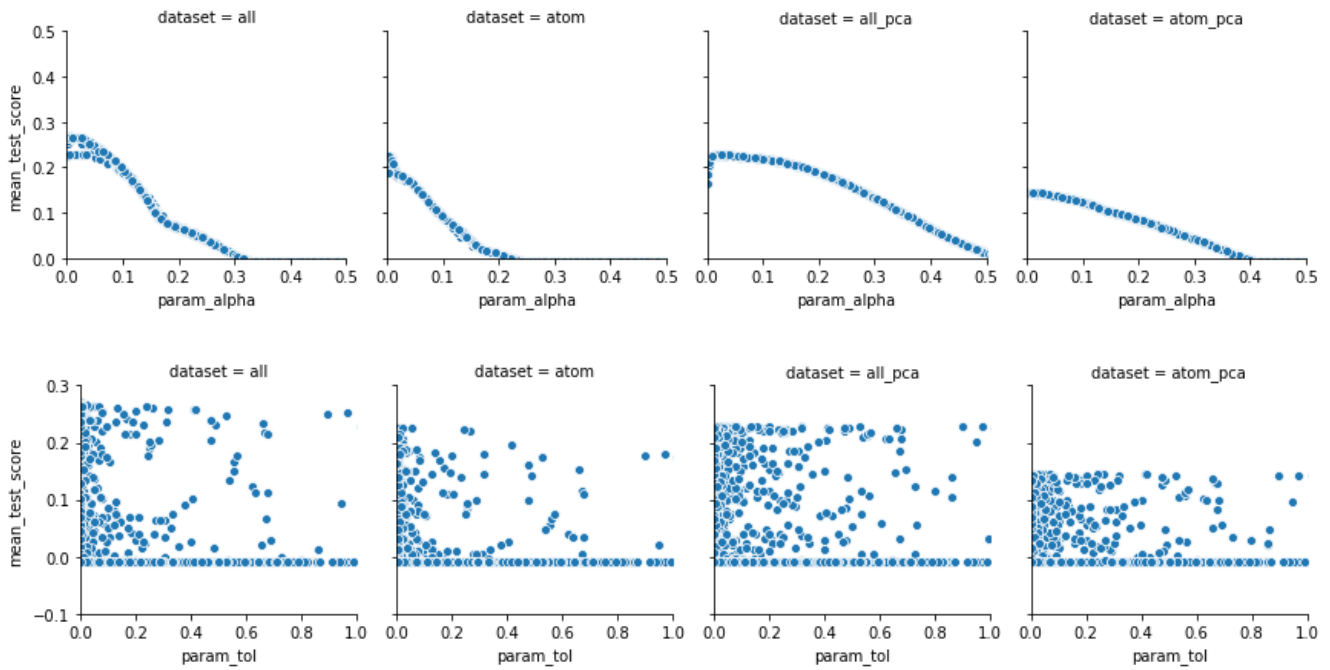 dataset = all
dataset = atom
dataset = all_pca
dataset = atom_pca
mean_test_score
0.5
0.4
0.3
0.2
0.1
0.0
0.0 0.1 0.2 0.3 0.4 0.5
param_alpha
0.0 0.1 0.2 0.3 0.4 0.5
param_alpha
0.0 0.1 0.2 0.3 0.4 0.5
param_alpha
0.0 0.1 0.2 0.3 0.4 0.5
param_alpha
dataset = all
dataset = atom
dataset = all_pca
dataset = atom_pca
mean_test_score
0.3
0.2
0.1
0.0
−0.1
0.0 0.2 0.4 0.6 0.8 1.0
param_tol
0.0 0.2 0.4 0.6 0.8 1.0
param_tol
0.0 0.2 0.4 0.6 0.8 1.0
param_tol
0.0 0.2 0.4 0.6 0.8 1.0
param_tol